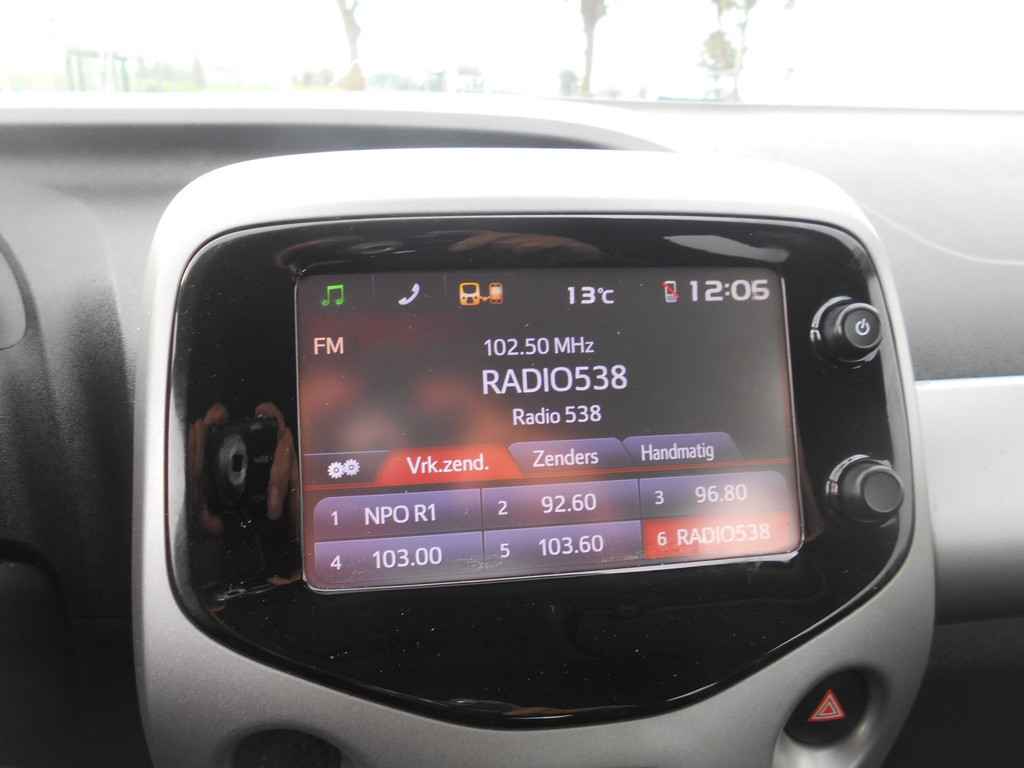 13°C 12:05
FM 102.50 MHz
RADIO538
Radio 538
Vrk.zend. Zenders Handmatig
1 NPO R1 2 92.60 3 96.80
4 103.00 5 103.60 6 RADIO538